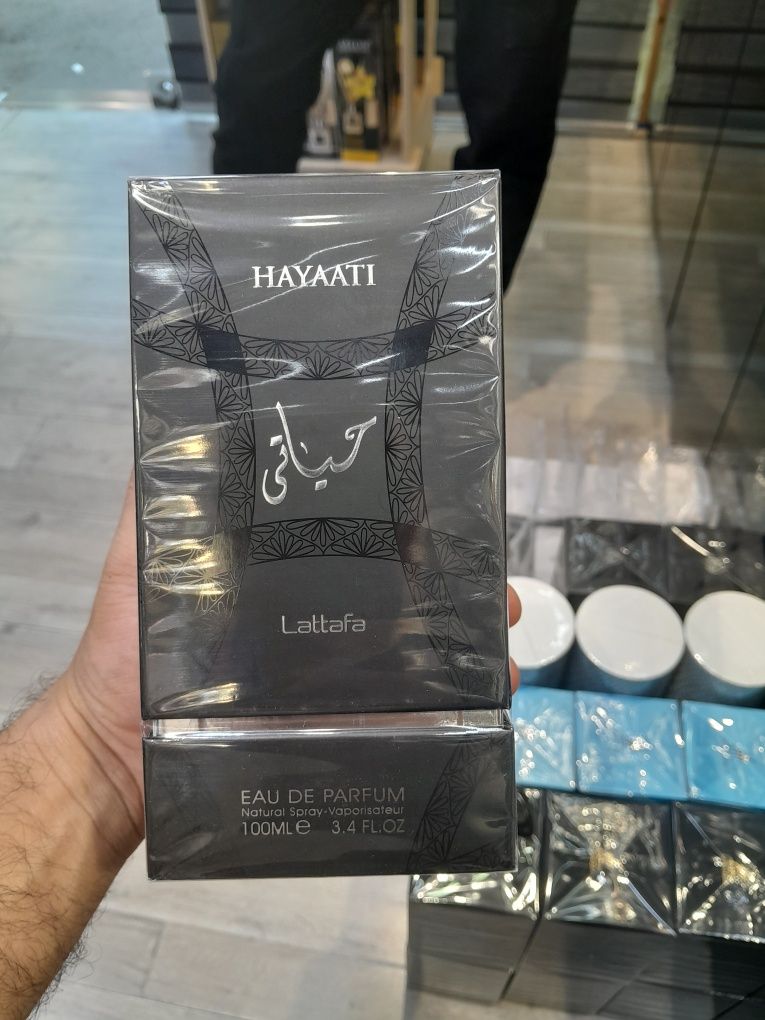 HAYAATI
حياتي
Lattafa
EAU DE PARFUM
Natural Spray-Vaporisateur
100ML℮ 3.4 FL.OZ